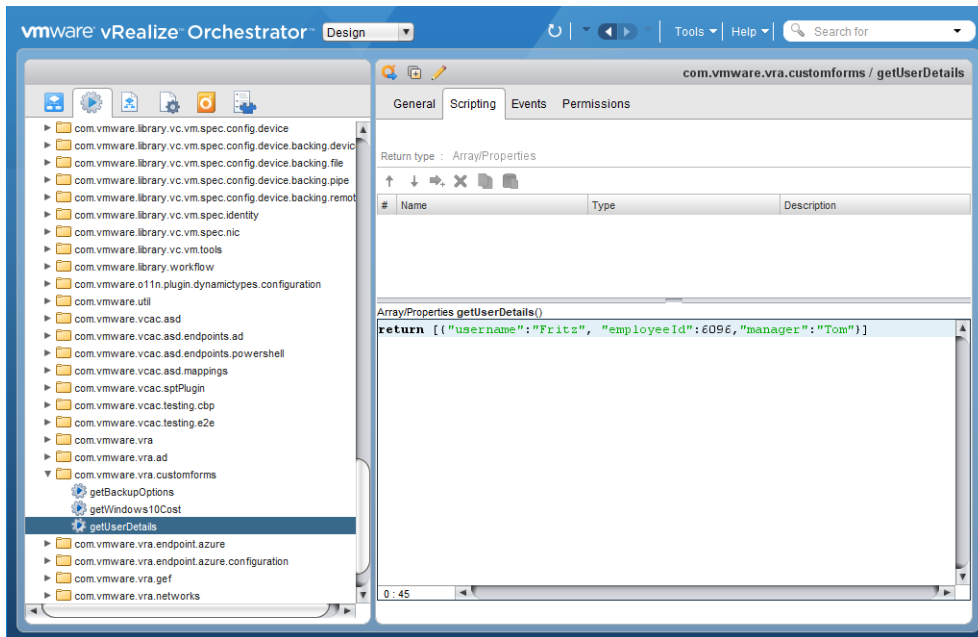 vmware vRealize™ Orchestrator™ Design
Tools Help Search for
com.vmware.vra.customforms / getUserDetails
General Scripting Events Permissions
com.vmware.library.vc.vm.spec.config.device
com.vmware.library.vc.vm.spec.config.device.backing.devic
com.vmware.library.vc.vm.spec.config.device.backing.file
com.vmware.library.vc.vm.spec.config.device.backing.pipe
com.vmware.library.vc.vm.spec.config.device.backing.remot
com.vmware.library.vc.vm.spec.identity
com.vmware.library.vc.vm.spec.nic
com.vmware.library.vc.vm.tools
com.vmware.library.workflow
com.vmware.o11n.plugin.dynamictypes.configuration
com.vmware.util
com.vmware.vcac.asd
com.vmware.vcac.asd.endpoints.ad
com.vmware.vcac.asd.endpoints.powershell
com.vmware.vcac.asd.mappings
com.vmware.vcac.sptPlugin
com.vmware.vcac.testing.cbp
com.vmware.vcac.testing.e2e
com.vmware.vra
com.vmware.vra.ad
com.vmware.vra.customforms
getBackupOptions
getWindows10Cost
getUserDetails
com.vmware.vra.endpoint.azure
com.vmware.vra.endpoint.azure.configuration
com.vmware.vra.gef
com.vmware.vra.networks
Return type : Array/Properties
# Name Type Description
Array/Properties getUserDetails()
return [{"username":"Fritz", "employeeId":6096,"manager":"Tom"}]
0 : 45